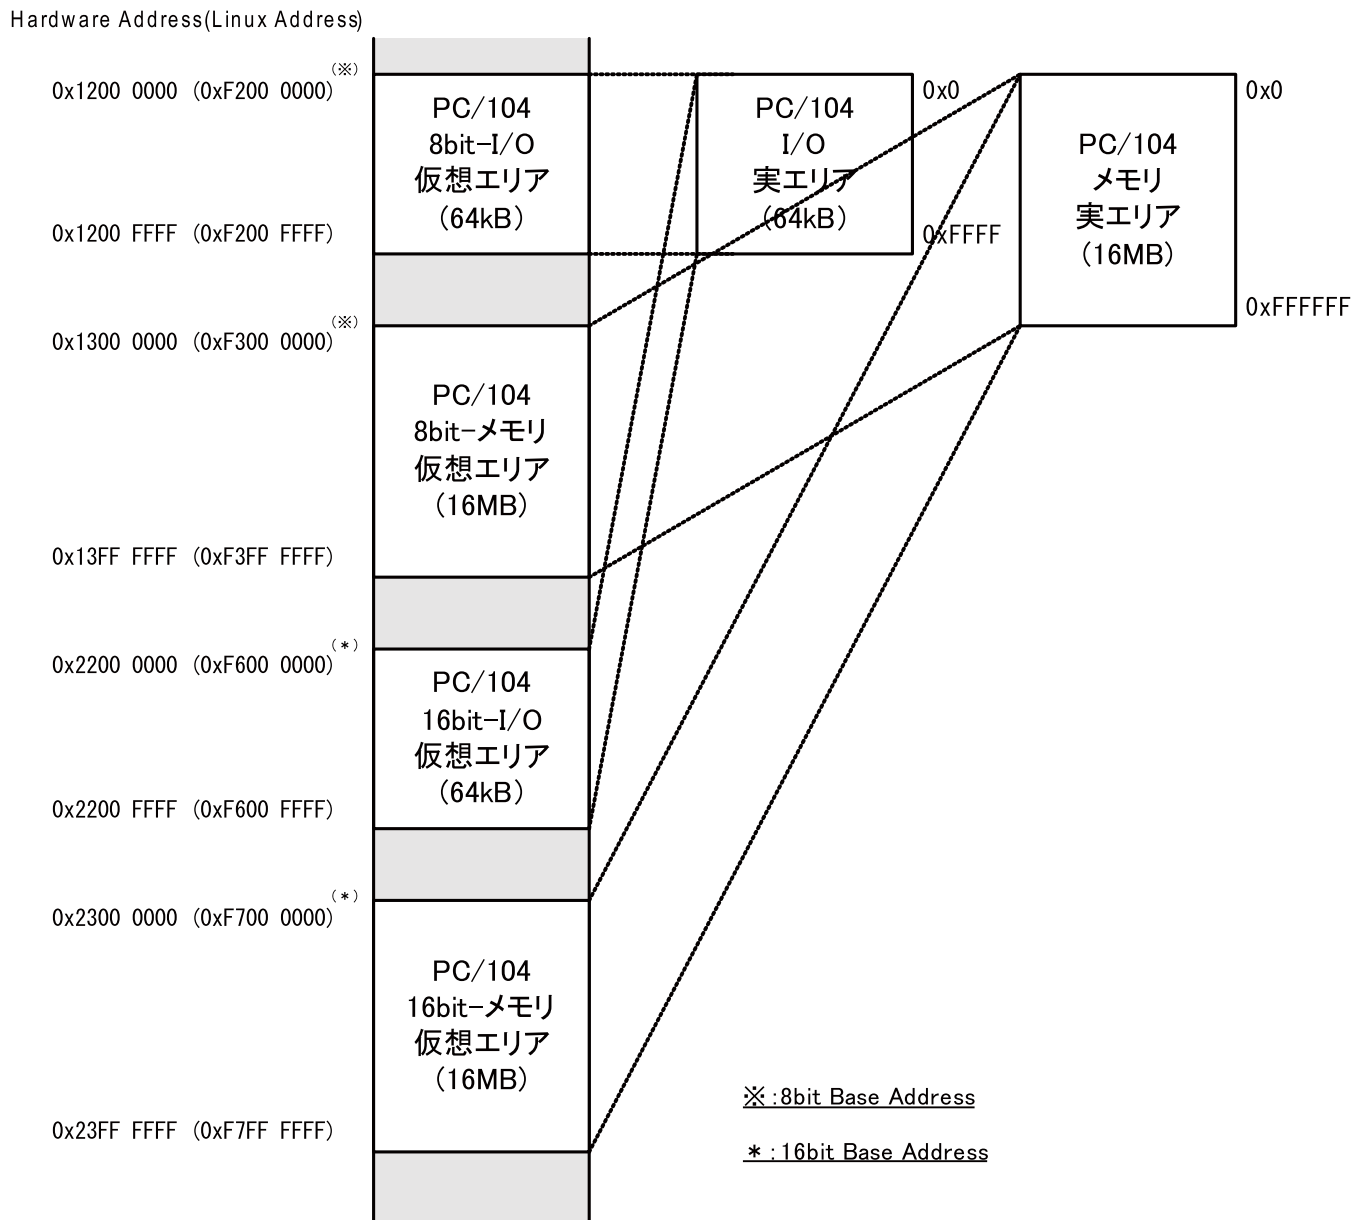 Hardware Address(Linux Address)
0x1200 0000 (0xF200 0000)(※)
PC/104
8bit-I/O
仮想エリア
(64kB)
0x1200 FFFF (0xF200 FFFF)
PC/104
I/O
実エリア
(64kB)
0x0
0xFFFF
PC/104
メモリ
実エリア
(16MB)
0x0
0xFFFFFF
0x1300 0000 (0xF300 0000)(※)
PC/104
8bit-メモリ
仮想エリア
(16MB)
0x13FF FFFF (0xF3FF FFFF)
0x2200 0000 (0xF600 0000)(*)
PC/104
16bit-I/O
仮想エリア
(64kB)
0x2200 FFFF (0xF600 FFFF)
0x2300 0000 (0xF700 0000)(*)
PC/104
16bit-メモリ
仮想エリア
(16MB)
0x23FF FFFF (0xF7FF FFFF)
※:8bit Base Address
*:16bit Base Address